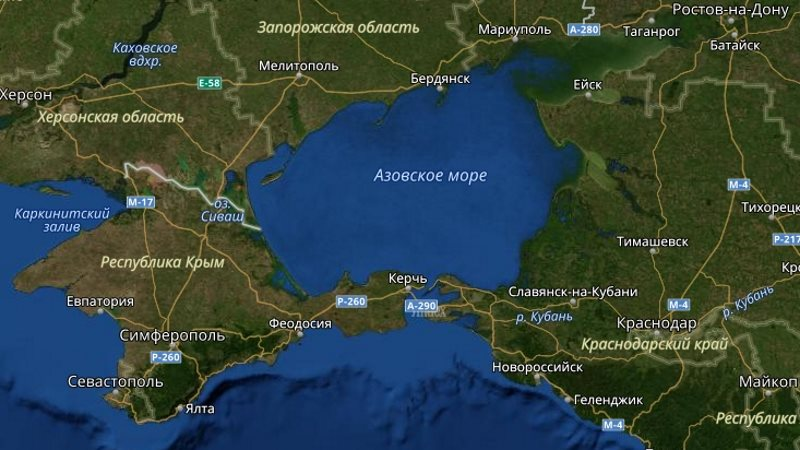 Ростов-на-Дону
Запорожская область
Мариуполь
А-280
Таганрог
Каховское
вдхр.
Батайск
Мелитополь
Бердянск
Е-58
Ейск
Херсон
Херсонская область
Азовское море
М-4
М-17
оз.
Сиваш
Каркинитский
залив
Тихорецк
Тимашевск
Р-217
Республика Крым
Кр
Керчь
Евпатория
Р-260
А-290
Славянск-на-Кубани
М-4
р. Кубань
р. Кубань
Феодосия
Краснодар
Симферополь
Р-260
Краснодарский край
Новороссийск
Севастополь
Майкоп
Геленджик
Ялта
Республика
М-4